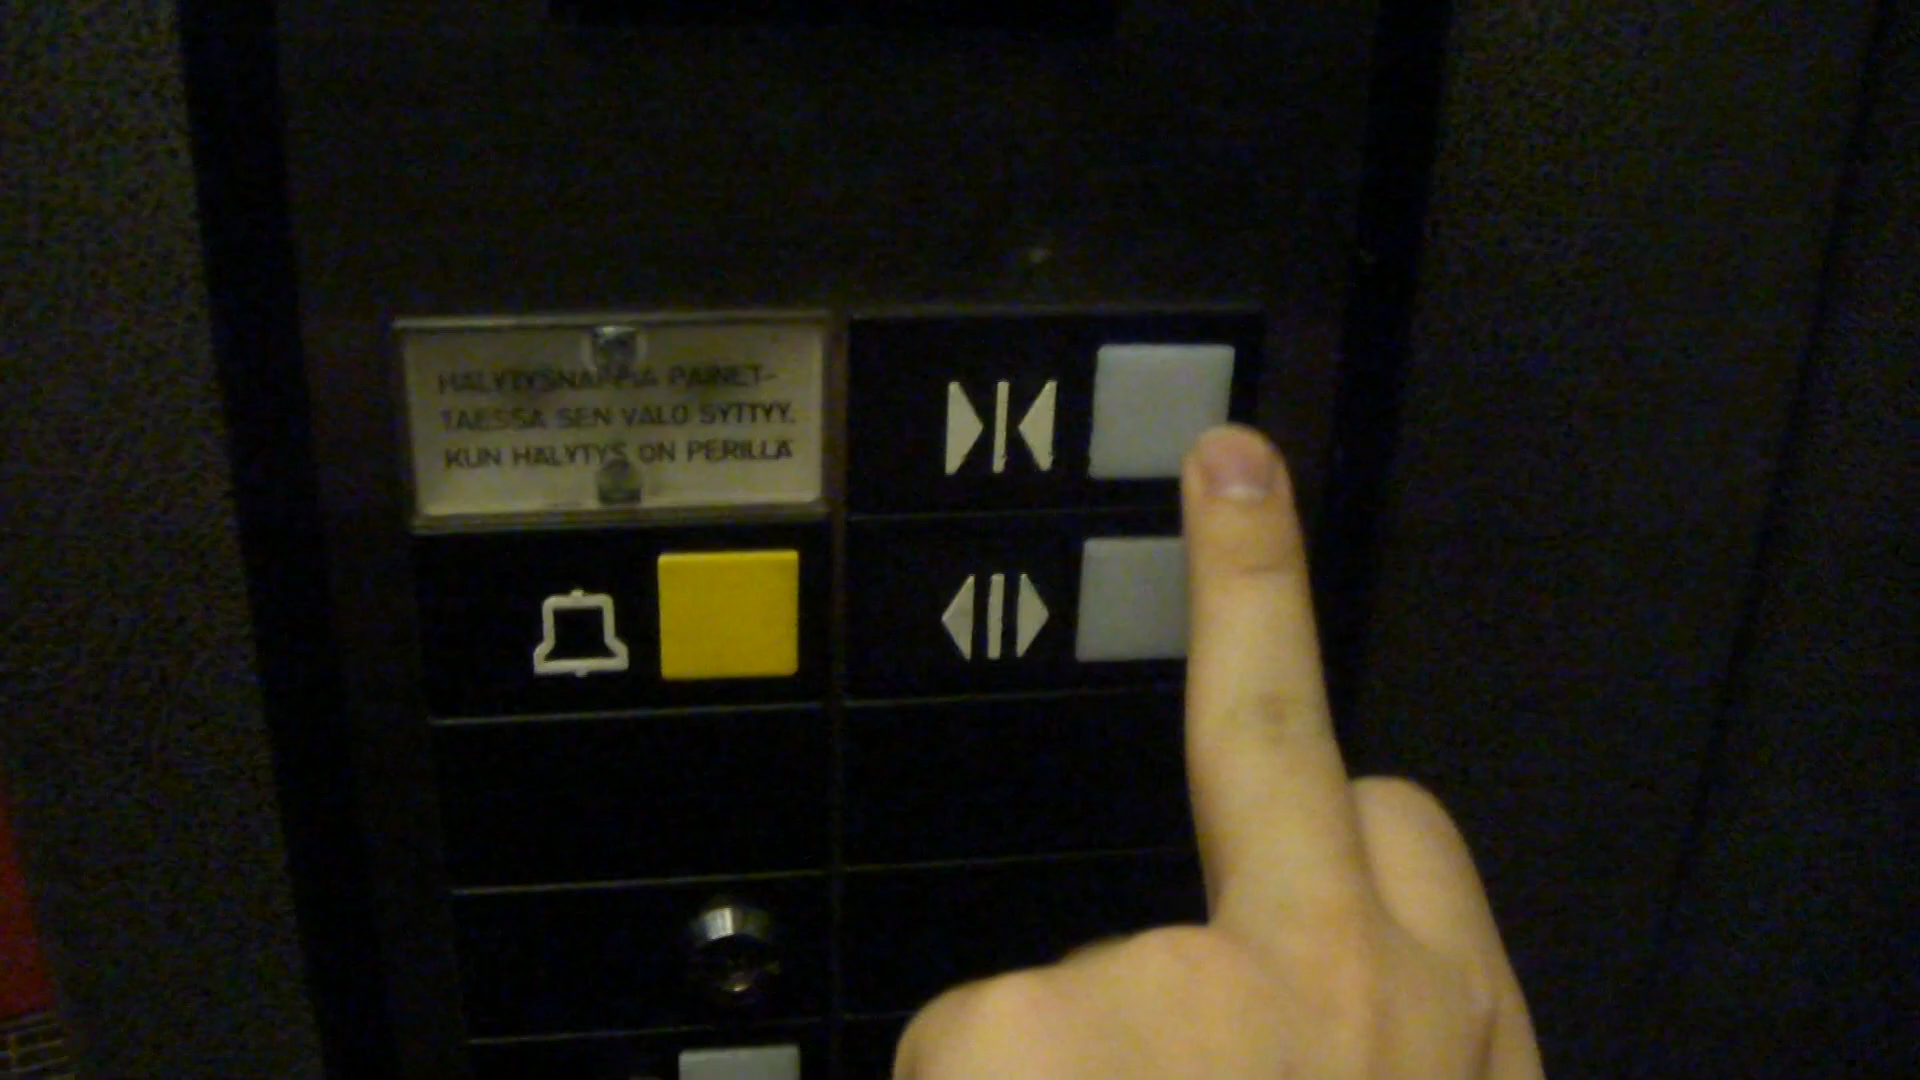 HÄLYTYSNAPPIA PAINET-
TAESSA SEN VALO SYTTYY,
KUN HÄLYTYS ON PERILLÄ